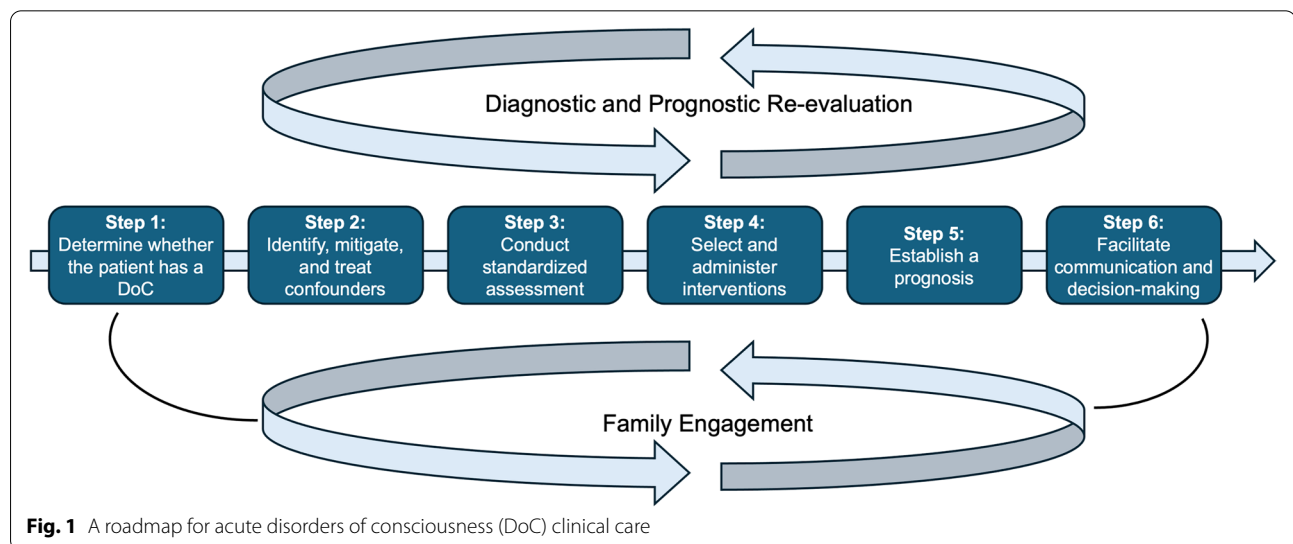 Diagnostic and Prognostic Re-evaluation
Step 1:
Determine whether
the patient has a
DoC
Step 2:
Identify, mitigate,
and treat
confounders
Step 3:
Conduct
standardized
assessment
Step 4:
Select and
administer
interventions
Step 5:
Establish a
prognosis
Step 6:
Facilitate
communication and
decision-making
Family Engagement
Fig. 1 A roadmap for acute disorders of consciousness (DoC) clinical care